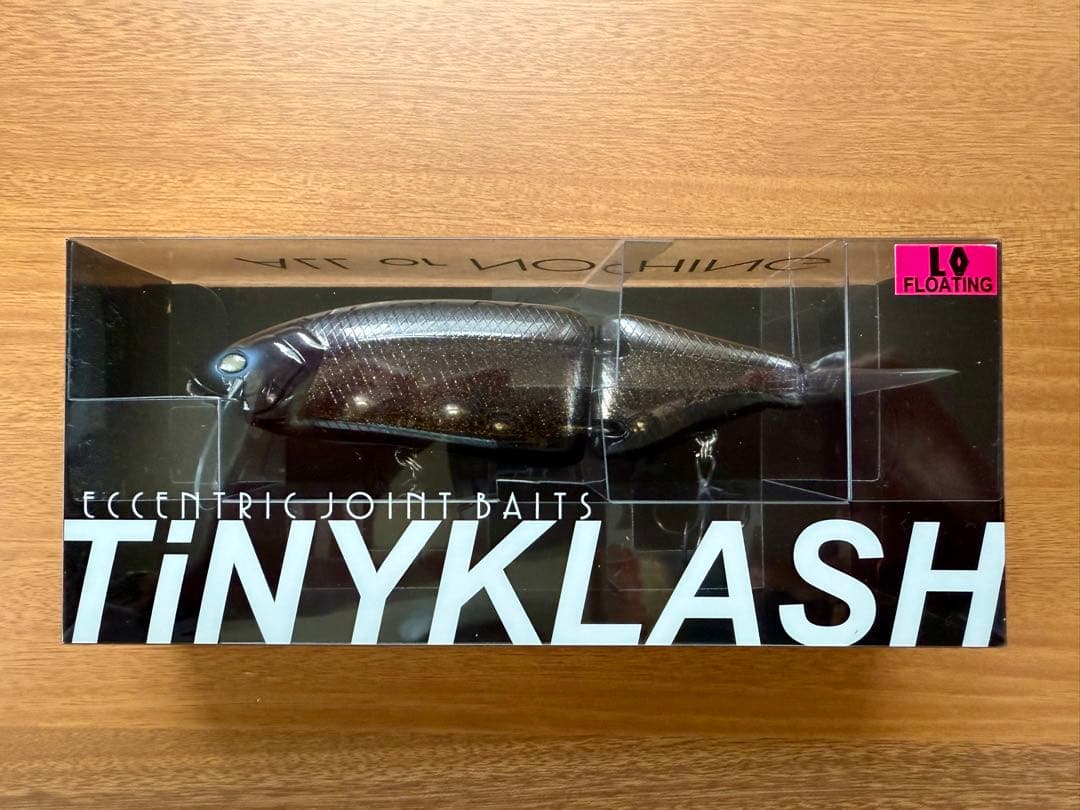 ALL or NOTHING
LO
FLOATING
ECCENTRIC JOINT BAITS
TiNYKLASH